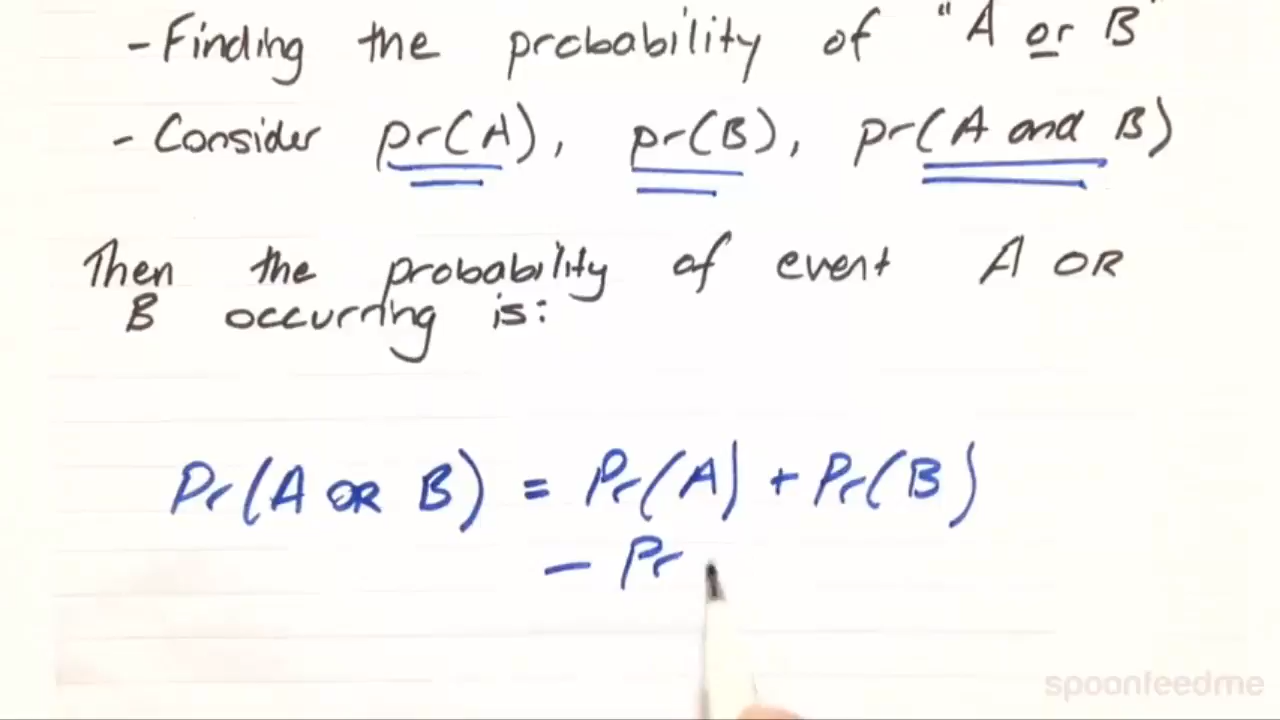 - Finding the probability of "A or B"
- Consider pr(A), pr(B), pr(A and B)
Then the probability of event A OR
B occurring is:
Pr(A OR B) = Pr(A) + Pr(B)
- Pr
spoonfeedme